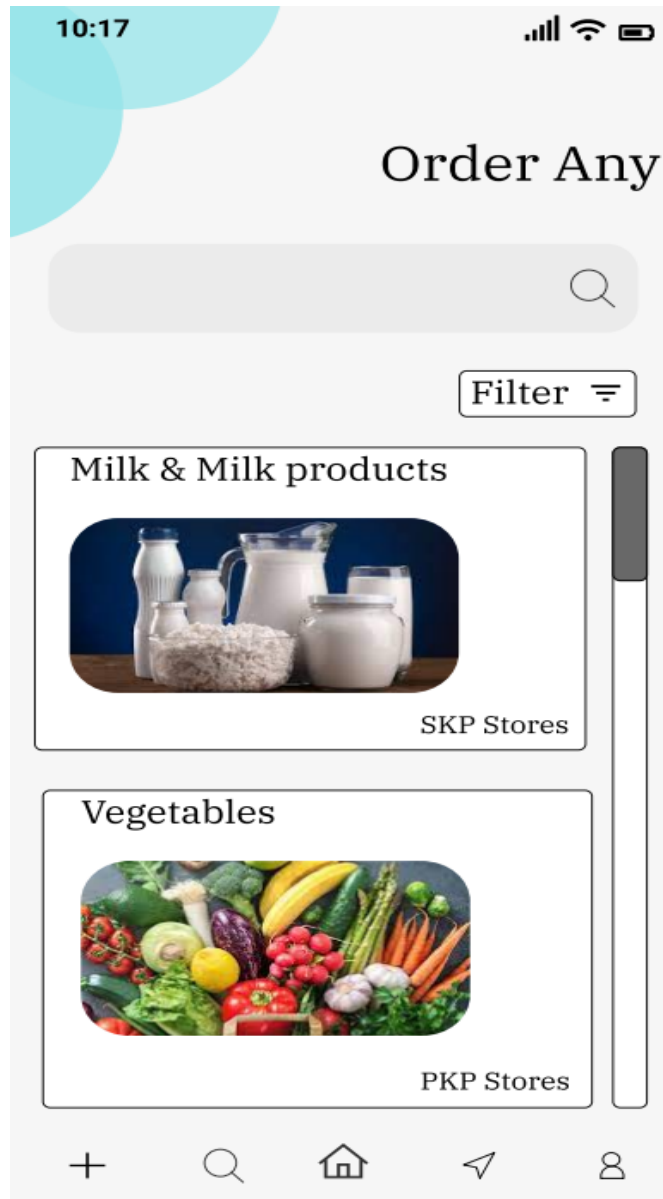 10:17
Order Any
Filter
Milk & Milk products
SKP Stores
Vegetables
PKP Stores